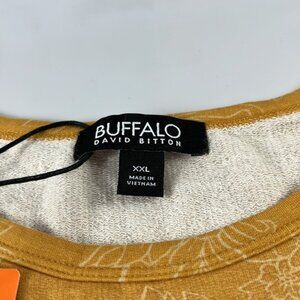 BUFFALO
DAVID BITTON
XXL
MADE IN
VIETNAM